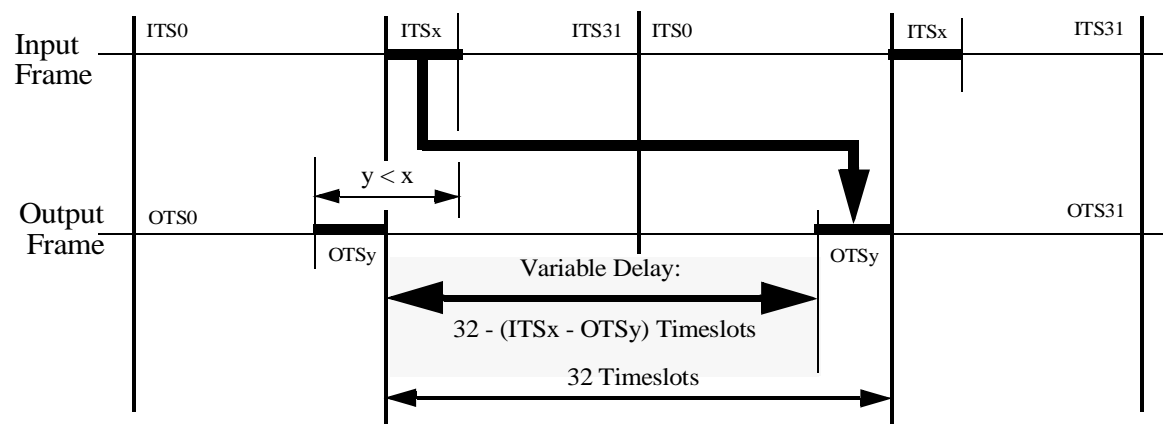 ITS0
ITSx
ITS31
ITS0
ITSx
ITS31
Input
Frame
y < x
Output
Frame
OTS0
OTS31
OTSy
OTSy
Variable Delay:
32 - (ITSx - OTSy) Timeslots
32 Timeslots